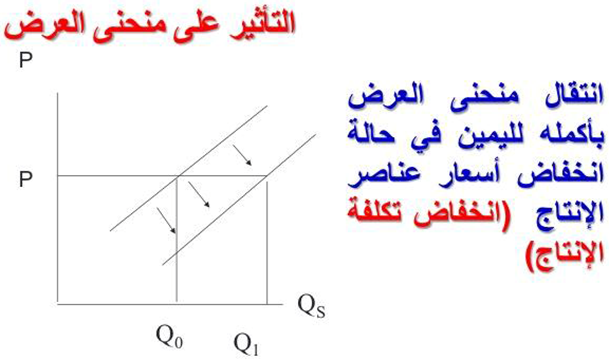 التأثير على منحنى العرض
P
انتقال منحنى العرض
بأكمله لليمين في حالة
انخفاض أسعار عناصر
الإنتاج (انخفاض تكلفة
الإنتاج)
P
Qs
Q0
Q1